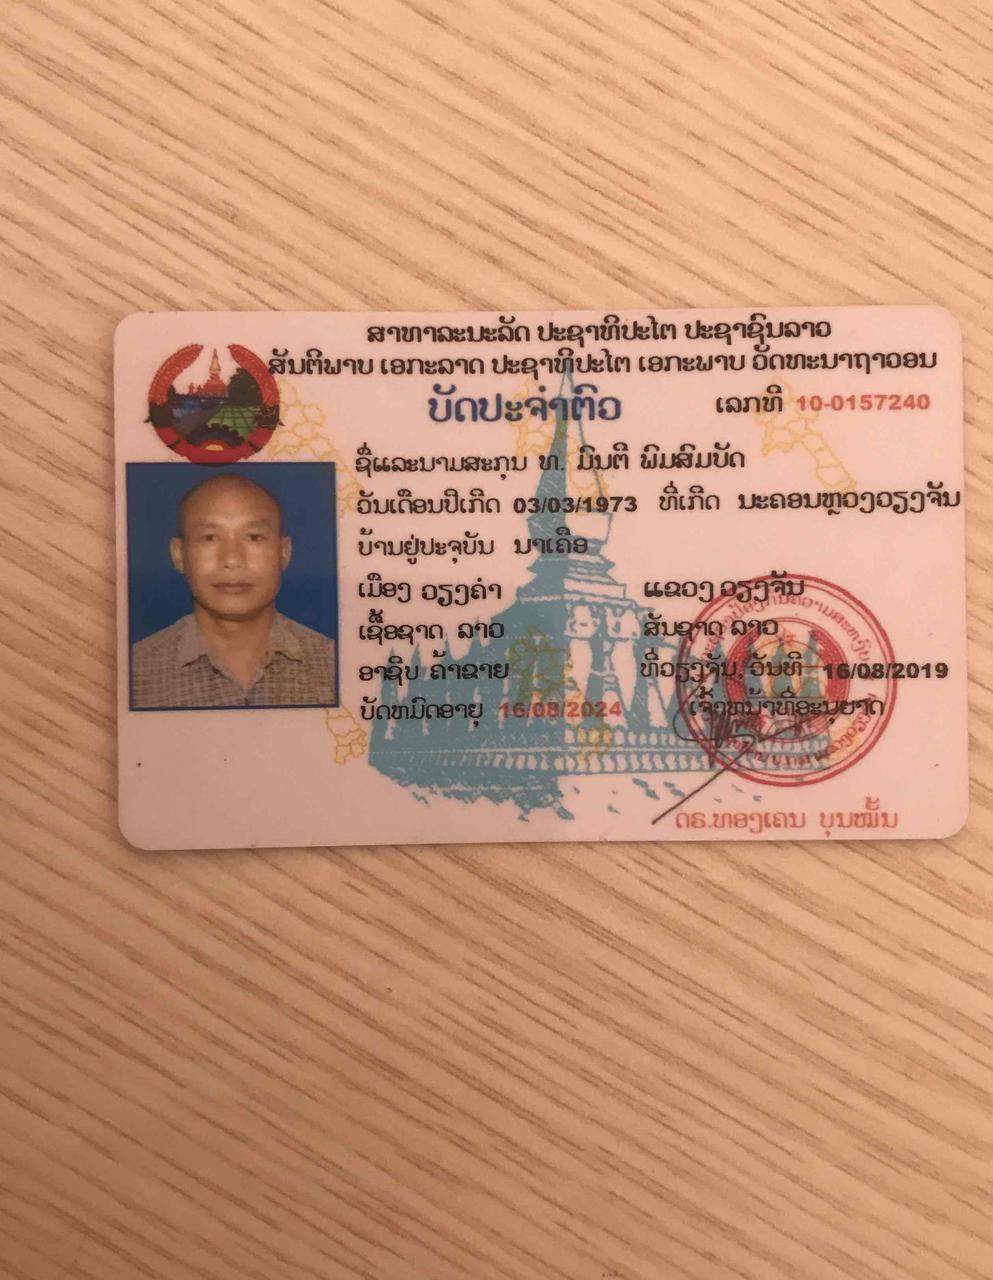 ສາທາລະນະລັດ ປະຊາທິປະໄຕ ປະຊາຊົນລາວ
ສັນຕິພາບ ເອກະລາດ ປະຊາທິປະໄຕ ເອກະພາບ ວັດທະນາຖາວອນ
ບັດປະຈຳຕົວ ເລກທີ 10-0157240
ຊື່ແລະນາມສະກຸນ ທ. ມົນຕີ ພົມສົມບັດ
ວັນເດືອນປີເກີດ 03/03/1973 ທີ່ເກີດ ນະຄອນຫຼວງວຽງຈັນ
ບ້ານຢູ່ປະຈຸບັນ ນາເຄືອ
ເມືອງ ວຽງຄຳ ແຂວງ ວຽງຈັນ
ເຊື້ອຊາດ ລາວ ສັນຊາດ ລາວ
ອາຊີບ ຄ້າຂາຍ ທີ່ວຽງຈັນ, ວັນທີ 16/08/2019
ບັດຫມົດອາຍຸ 16/08/2024 ເຈົ້າຫນ້າທີ່ອະນຸຍາດ
ດຣ.ທອງເຄນ ບຸນໝັ້ນ